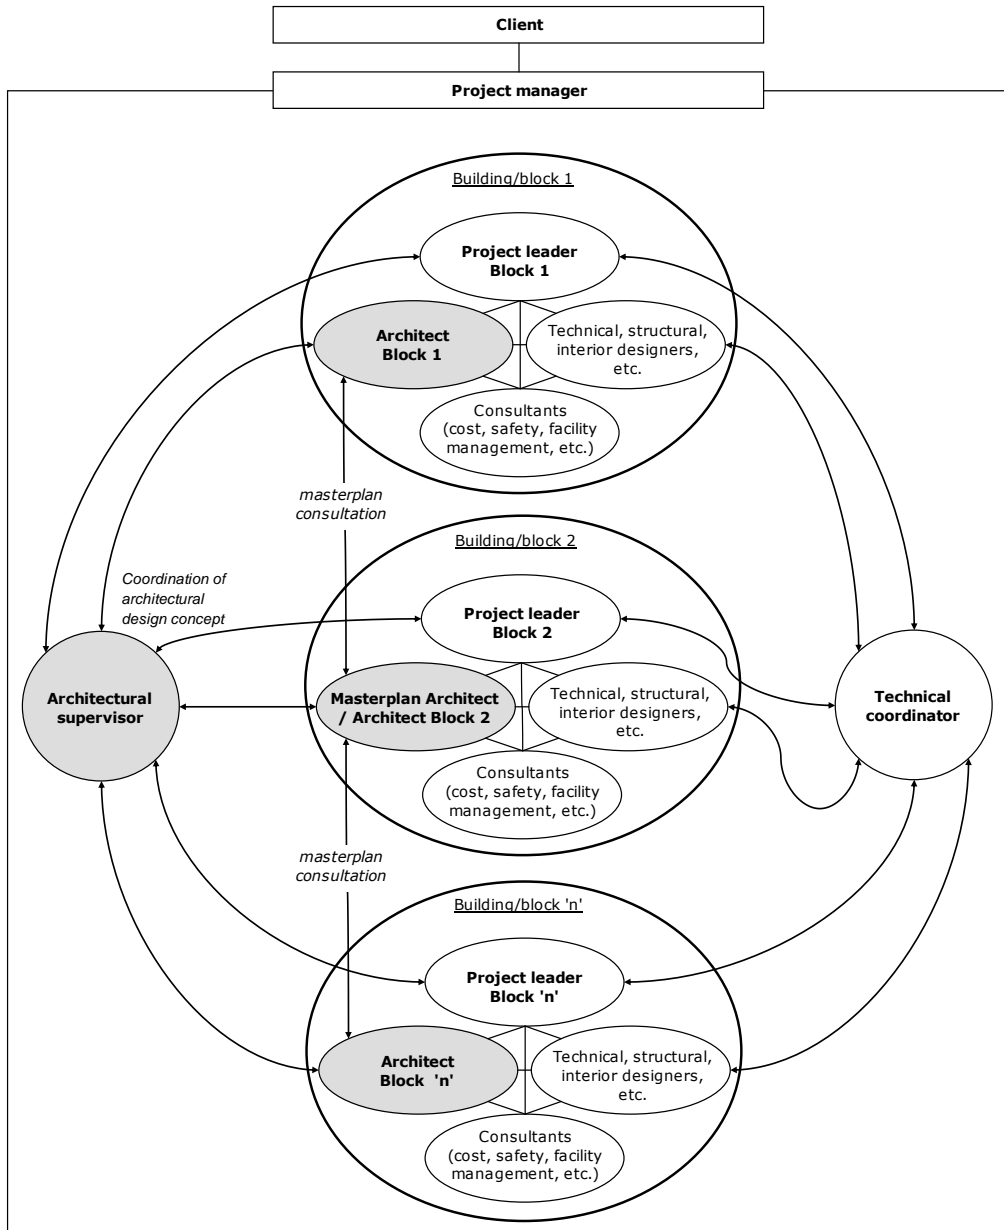 Client
Project manager
Building/block 1
Project leader
Block 1
Architect
Block 1
Technical, structural,
interior designers,
etc.
Consultants
(cost, safety, facility
management, etc.)
masterplan
consultation
Building/block 2
Coordination of
architectural
design concept
Project leader
Block 2
Architectural
supervisor
Masterplan Architect
/ Architect Block 2
Technical, structural,
interior designers,
etc.
Technical
coordinator
Consultants
(cost, safety, facility
management, etc.)
masterplan
consultation
Building/block 'n'
Project leader
Block 'n'
Architect
Block 'n'
Technical, structural,
interior designers,
etc.
Consultants
(cost, safety, facility
management, etc.)